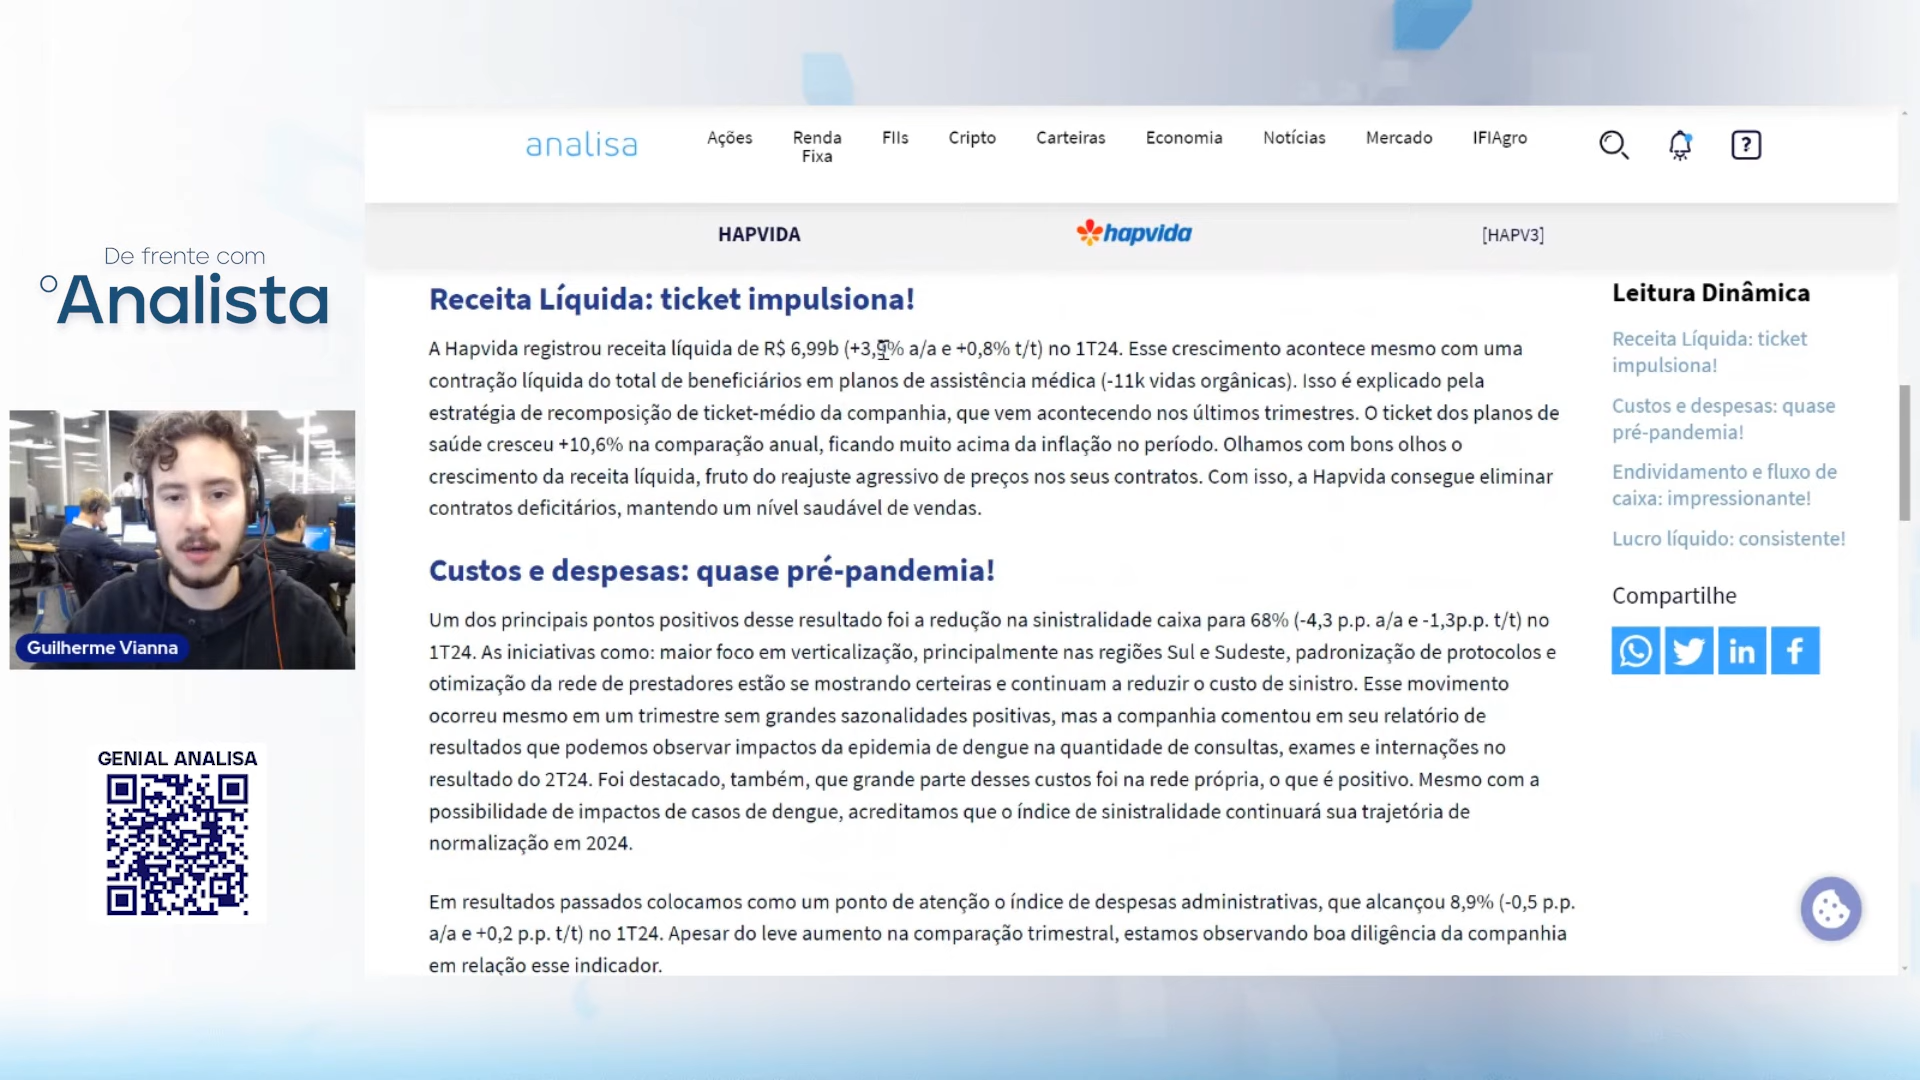 analisa
Ações
Renda
Fixa
FIIs
Cripto
Carteiras
Economia
Notícias
Mercado
IFIAgro
HAPVIDA
hapvida
[HAPV3]
De frente com
°Analista
Guilherme Vianna
GENIAL ANALISA
Receita Líquida: ticket impulsiona!
A Hapvida registrou receita líquida de R$ 6,99b (+3,9% a/a e +0,8% t/t) no 1T24. Esse crescimento acontece mesmo com uma
contração líquida do total de beneficiários em planos de assistência médica (-11k vidas orgânicas). Isso é explicado pela
estratégia de recomposição de ticket-médio da companhia, que vem acontecendo nos últimos trimestres. O ticket dos planos de
saúde cresceu +10,6% na comparação anual, ficando muito acima da inflação no período. Olhamos com bons olhos o
crescimento da receita líquida, fruto do reajuste agressivo de preços nos seus contratos. Com isso, a Hapvida consegue eliminar
contratos deficitários, mantendo um nível saudável de vendas.
Custos e despesas: quase pré-pandemia!
Um dos principais pontos positivos desse resultado foi a redução na sinistralidade caixa para 68% (-4,3 p.p. a/a e -1,3p.p. t/t) no
1T24. As iniciativas como: maior foco em verticalização, principalmente nas regiões Sul e Sudeste, padronização de protocolos e
otimização da rede de prestadores estão se mostrando certeiras e continuam a reduzir o custo de sinistro. Esse movimento
ocorreu mesmo em um trimestre sem grandes sazonalidades positivas, mas a companhia comentou em seu relatório de
resultados que podemos observar impactos da epidemia de dengue na quantidade de consultas, exames e internações no
resultado do 2T24. Foi destacado, também, que grande parte desses custos foi na rede própria, o que é positivo. Mesmo com a
possibilidade de impactos de casos de dengue, acreditamos que o índice de sinistralidade continuará sua trajetória de
normalização em 2024.
Em resultados passados colocamos como um ponto de atenção o índice de despesas administrativas, que alcançou 8,9% (-0,5 p.p.
a/a e +0,2 p.p. t/t) no 1T24. Apesar do leve aumento na comparação trimestral, estamos observando boa diligência da companhia
em relação esse indicador.
Leitura Dinâmica
Receita Líquida: ticket
impulsiona!
Custos e despesas: quase
pré-pandemia!
Endividamento e fluxo de
caixa: impressionante!
Lucro líquido: consistente!
Compartilhe